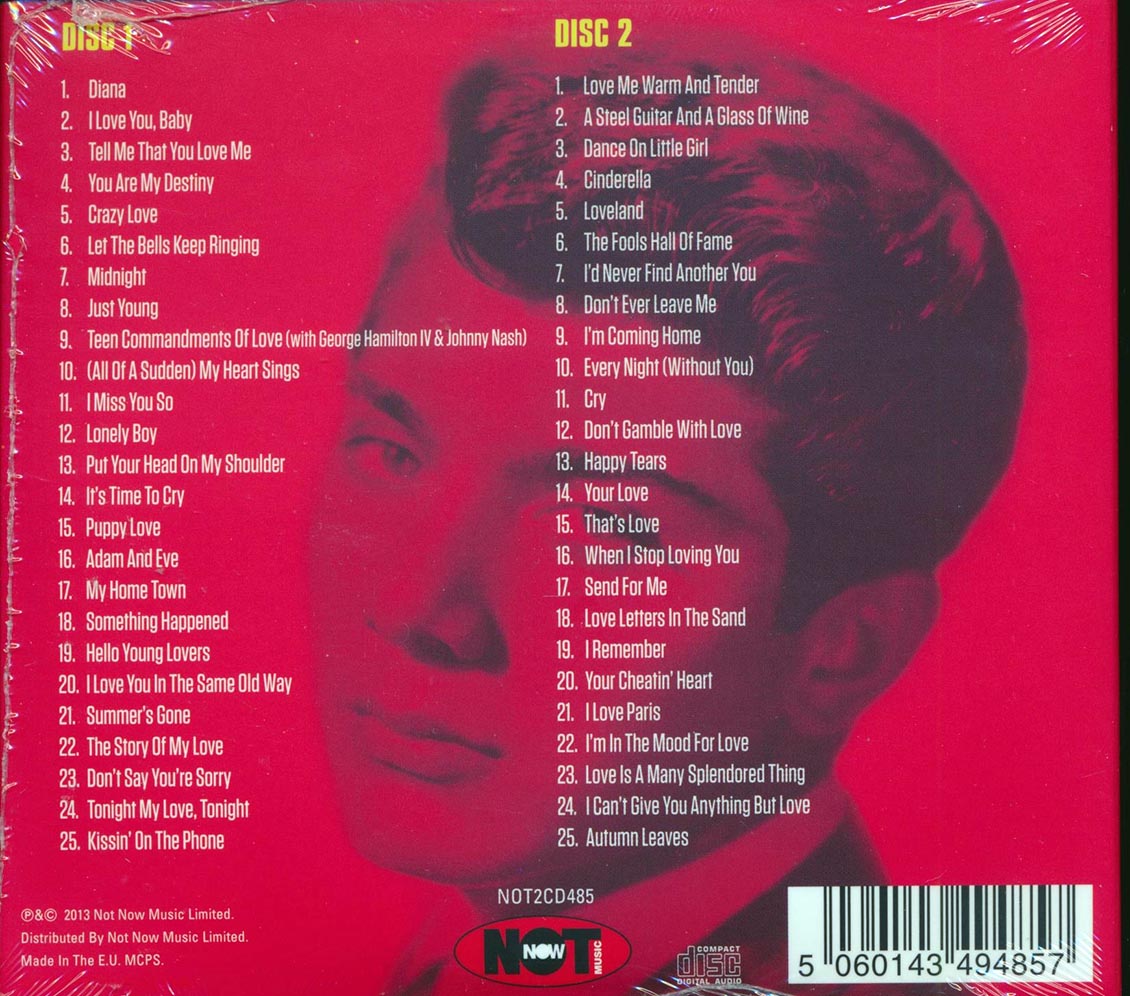 DISC 1
1. Diana
2. I Love You, Baby
3. Tell Me That You Love Me
4. You Are My Destiny
5. Crazy Love
6. Let The Bells Keep Ringing
7. Midnight
8. Just Young
9. Teen Commandments Of Love (with George Hamilton IV & Johnny Nash)
10. (All Of A Sudden) My Heart Sings
11. I Miss You So
12. Lonely Boy
13. Put Your Head On My Shoulder
14. It's Time To Cry
15. Puppy Love
16. Adam And Eve
17. My Home Town
18. Something Happened
19. Hello Young Lovers
20. I Love You In The Same Old Way
21. Summer's Gone
22. The Story Of My Love
23. Don't Say You're Sorry
24. Tonight My Love, Tonight
25. Kissin' On The Phone
DISC 2
1. Love Me Warm And Tender
2. A Steel Guitar And A Glass Of Wine
3. Dance On Little Girl
4. Cinderella
5. Loveland
6. The Fools Hall Of Fame
7. I'd Never Find Another You
8. Don't Ever Leave Me
9. I'm Coming Home
10. Every Night (Without You)
11. Cry
12. Don't Gamble With Love
13. Happy Tears
14. Your Love
15. That's Love
16. When I Stop Loving You
17. Send For Me
18. Love Letters In The Sand
19. I Remember
20. Your Cheatin' Heart
21. I Love Paris
22. I'm In The Mood For Love
23. Love Is A Many Splendored Thing
24. I Can't Give You Anything But Love
25. Autumn Leaves
℗&© 2013 Not Now Music Limited.
Distributed By Not Now Music Limited.
Made In The E.U. MCPS.
NOT2CD485
NOT NOW MUSIC
COMPACT
disc
DIGITAL AUDIO
5 060143 494857